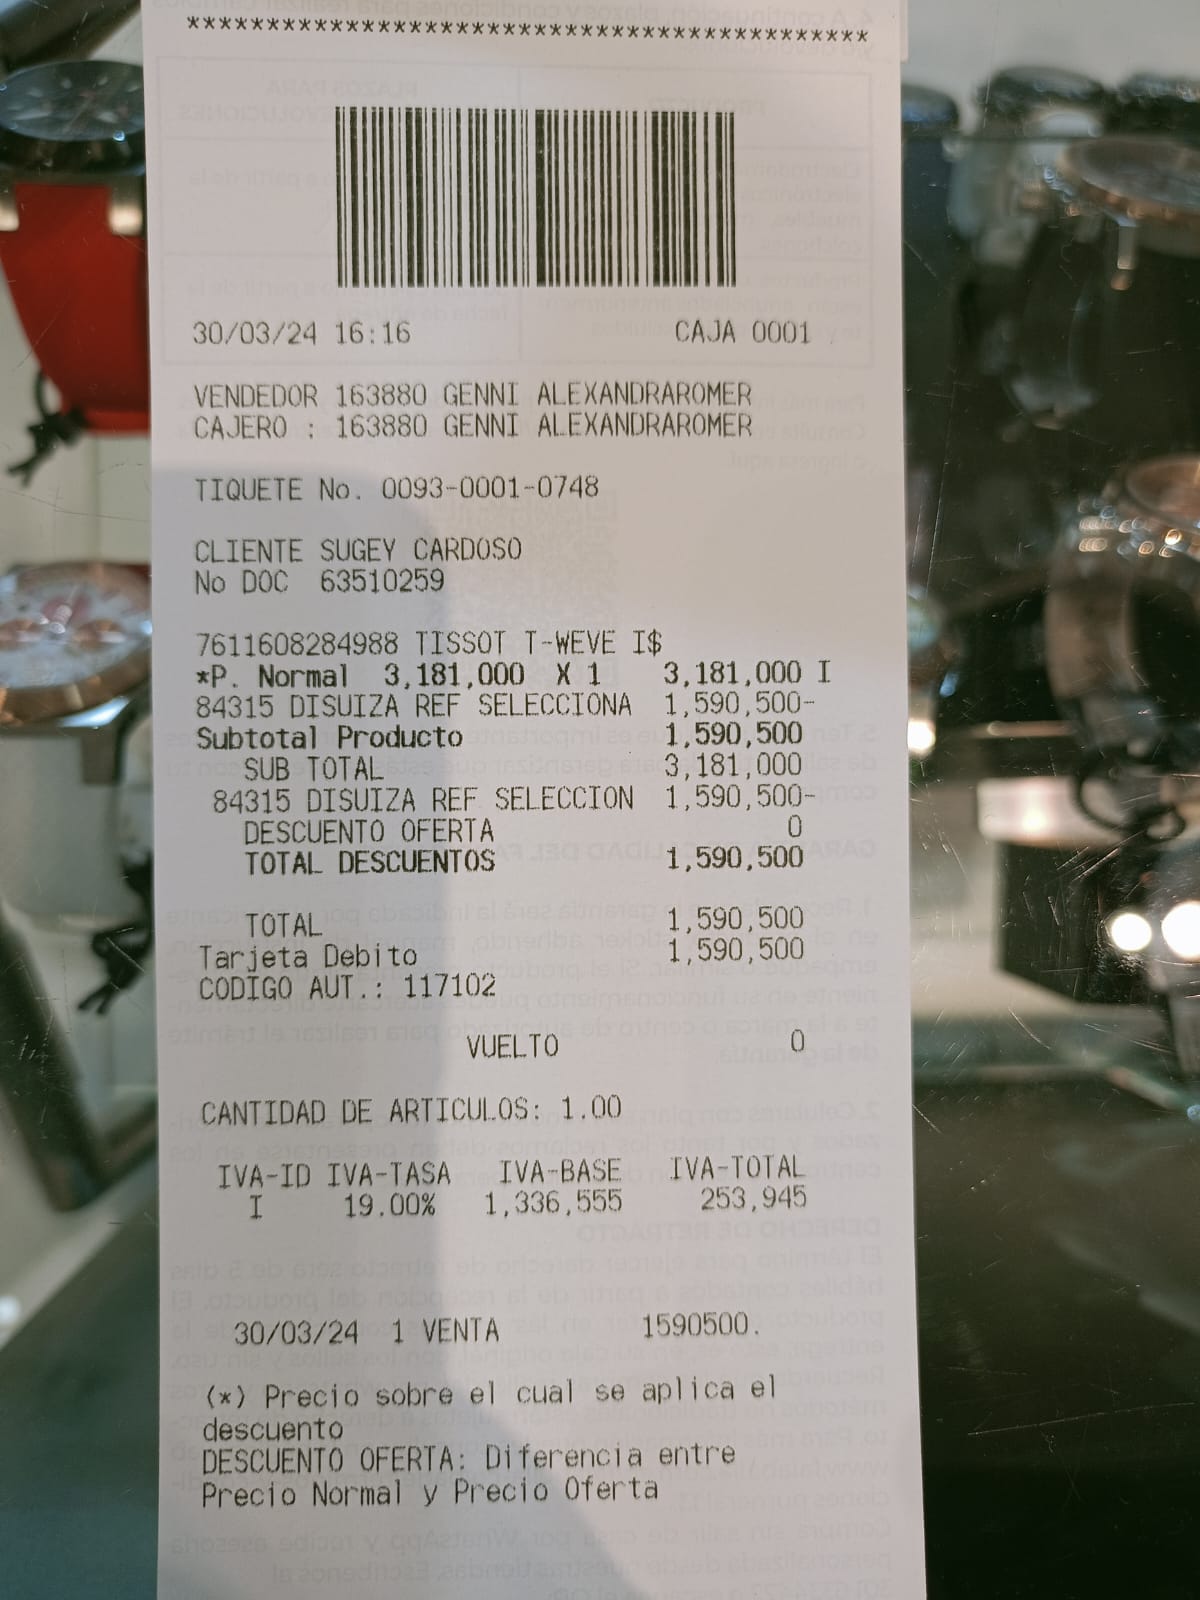 ********************************************
30/03/24 16:16 CAJA 0001
VENDEDOR 163880 GENNI ALEXANDRAROMER
CAJERO : 163880 GENNI ALEXANDRAROMER
TIQUETE No. 0093-0001-0748
CLIENTE SUGEY CARDOSO
No DOC 63510259
7611608284988 TISSOT T-WEVE I$
*P. Normal 3,181,000 X 1 3,181,000 I
84315 DISUIZA REF SELECCIONA 1,590,500-
Subtotal Producto 1,590,500
SUB TOTAL 3,181,000
84315 DISUIZA REF SELECCION 1,590,500-
DESCUENTO OFERTA 0
TOTAL DESCUENTOS 1,590,500
TOTAL 1,590,500
Tarjeta Debito 1,590,500
CODIGO AUT.: 117102
VUELTO 0
CANTIDAD DE ARTICULOS: 1.00
IVA-ID IVA-TASA IVA-BASE IVA-TOTAL
I 19.00% 1,336,555 253,945
30/03/24 1 VENTA 1590500.
(*) Precio sobre el cual se aplica el
descuento
DESCUENTO OFERTA: Diferencia entre
Precio Normal y Precio Oferta